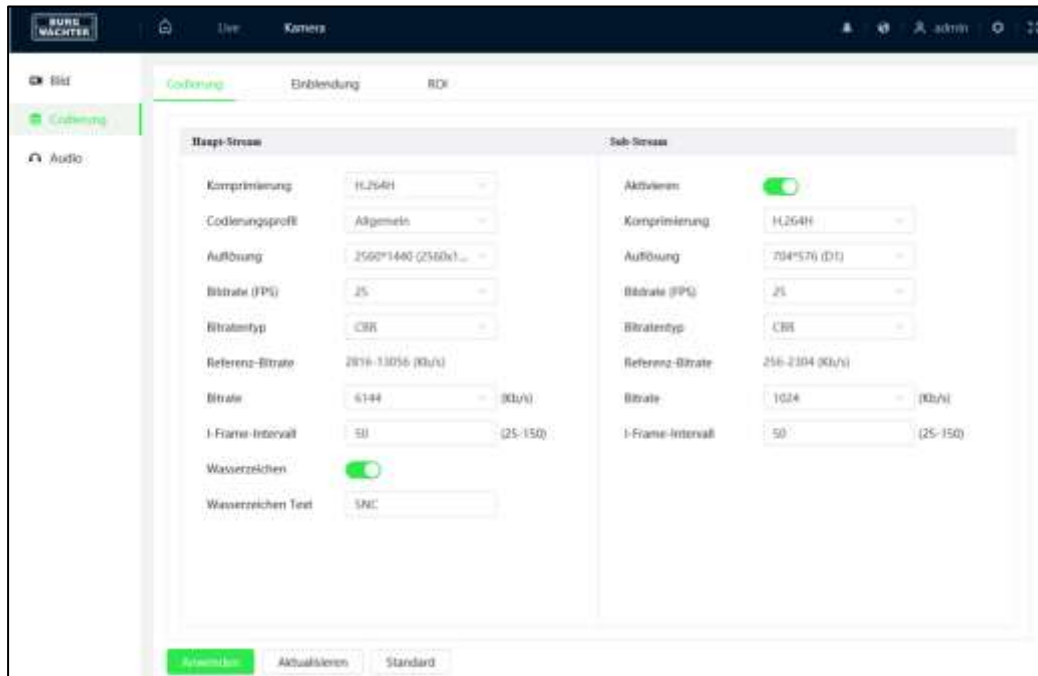 BURG
WÄCHTER
Live
Kamera
admin
Bild
Codierung
Audio
Codierung
Einblendung
ROI
Haupt-Stream
Komprimierung
H.264H
Codierungsprofil
Allgemein
Auflösung
2560*1440 (2560x1...
Bildrate (FPS)
25
Bitratentyp
CBR
Referenz-Bitrate
2816-13056 (Kb/s)
Bitrate
6144
(Kb/s)
I-Frame-Intervall
50
(25-150)
Wasserzeichen
Wasserzeichen Text
SNC
Sub-Stream
Aktivieren
Komprimierung
H.264H
Auflösung
704*576 (D1)
Bildrate (FPS)
25
Bitratentyp
CBR
Referenz-Bitrate
256-2304 (Kb/s)
Bitrate
1024
(Kb/s)
I-Frame-Intervall
50
(25-150)
Anwenden
Aktualisieren
Standard